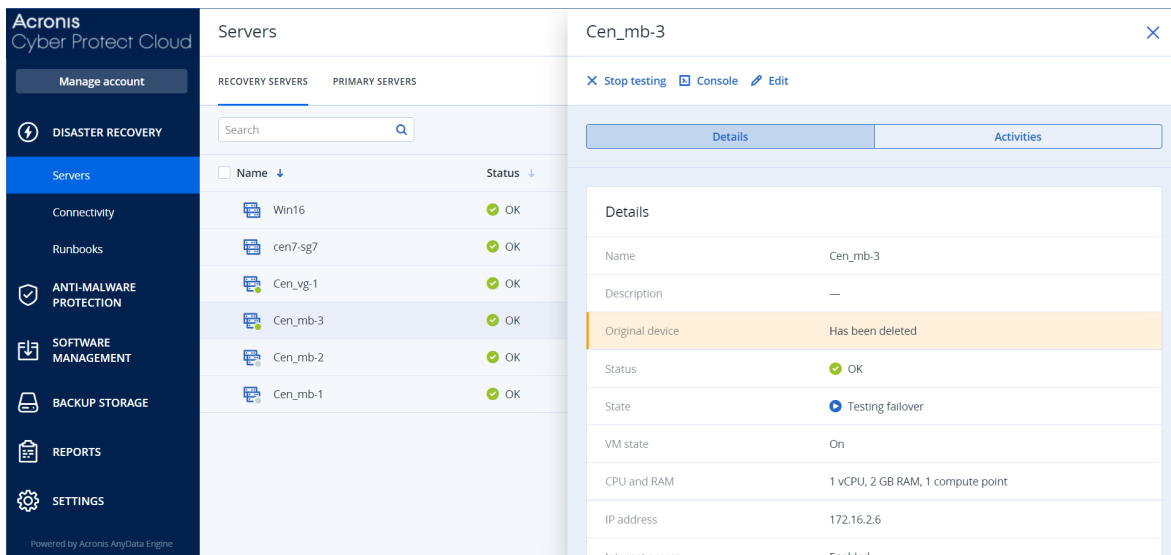 Acronis
Cyber Protect Cloud
Manage account
DISASTER RECOVERY
Servers
Connectivity
Runbooks
ANTI-MALWARE
PROTECTION
SOFTWARE
MANAGEMENT
BACKUP STORAGE
REPORTS
SETTINGS
Powered by Acronis AnyData Engine
Servers
RECOVERY SERVERS PRIMARY SERVERS
Search
Name Status
Win16 OK
cen7-sg7 OK
Cen_vg-1 OK
Cen_mb-3 OK
Cen_mb-2 OK
Cen_mb-1 OK
Cen_mb-3
Stop testing Console Edit
Details Activities
Details
Name Cen_mb-3
Description —
Original device Has been deleted
Status OK
State Testing failover
VM state On
CPU and RAM 1 vCPU, 2 GB RAM, 1 compute point
IP address 172.16.2.6
Internet access Enabled